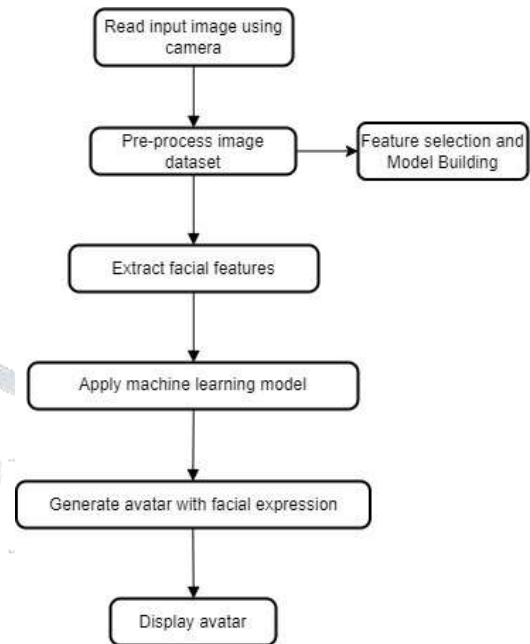 Read input image using
camera
Pre-process image
dataset
Feature selection and
Model Building
Extract facial features
Apply machine learning model
Generate avatar with facial expression
Display avatar